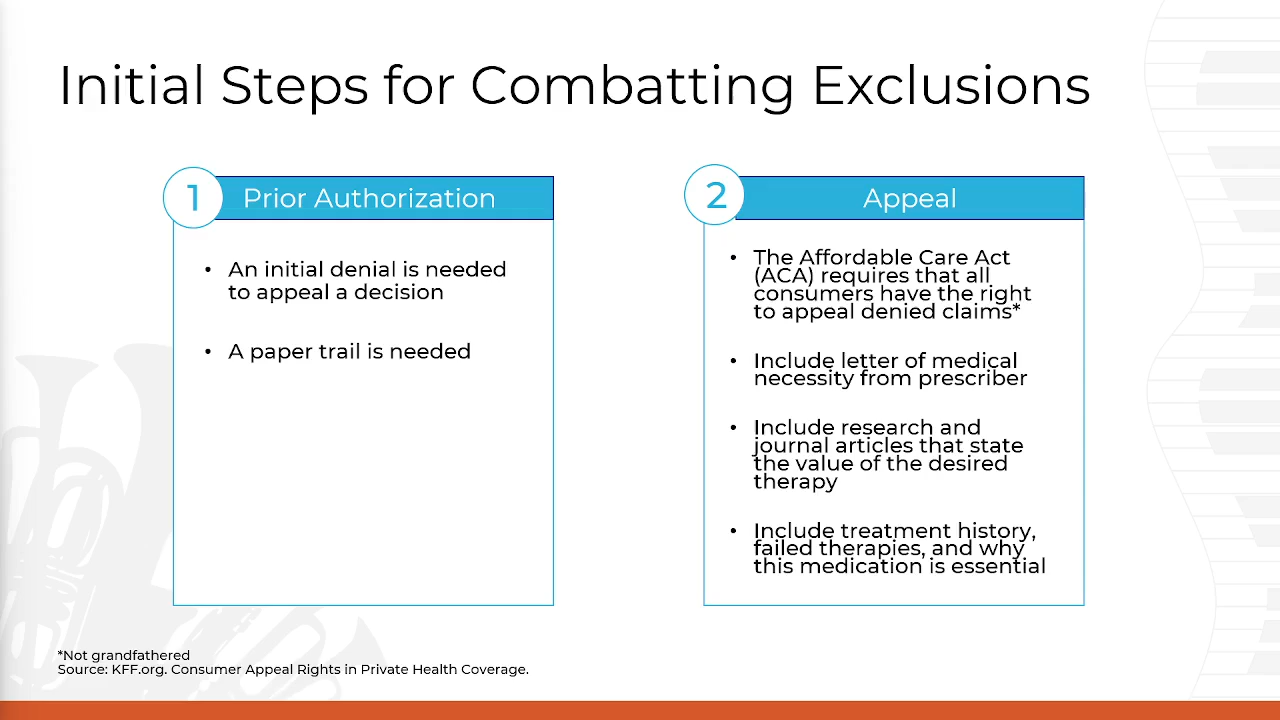 Initial Steps for Combatting Exclusions
1
Prior Authorization
• An initial denial is needed
to appeal a decision
• A paper trail is needed
2
Appeal
• The Affordable Care Act
(ACA) requires that all
consumers have the right
to appeal denied claims*
• Include letter of medical
necessity from prescriber
• Include research and
journal articles that state
the value of the desired
therapy
• Include treatment history,
failed therapies, and why
this medication is essential
*Not grandfathered
Source: KFF.org. Consumer Appeal Rights in Private Health Coverage.